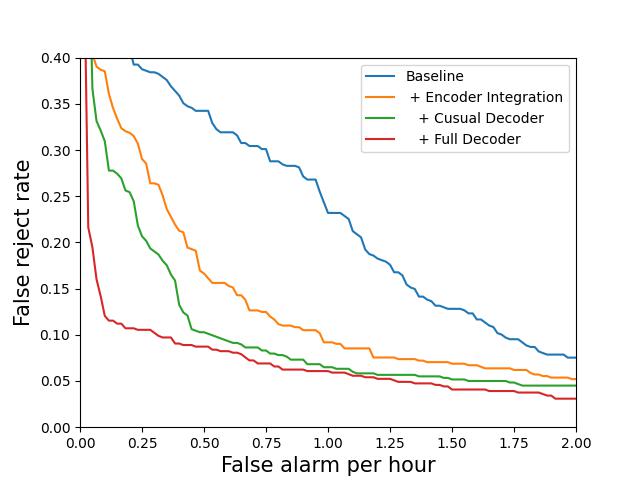 0.40
0.35
0.30
0.25
0.20
0.15
0.10
0.05
0.00
False reject rate
Baseline
+ Encoder Integration
+ Cusual Decoder
+ Full Decoder
0.00 0.25 0.50 0.75 1.00 1.25 1.50 1.75 2.00
False alarm per hour